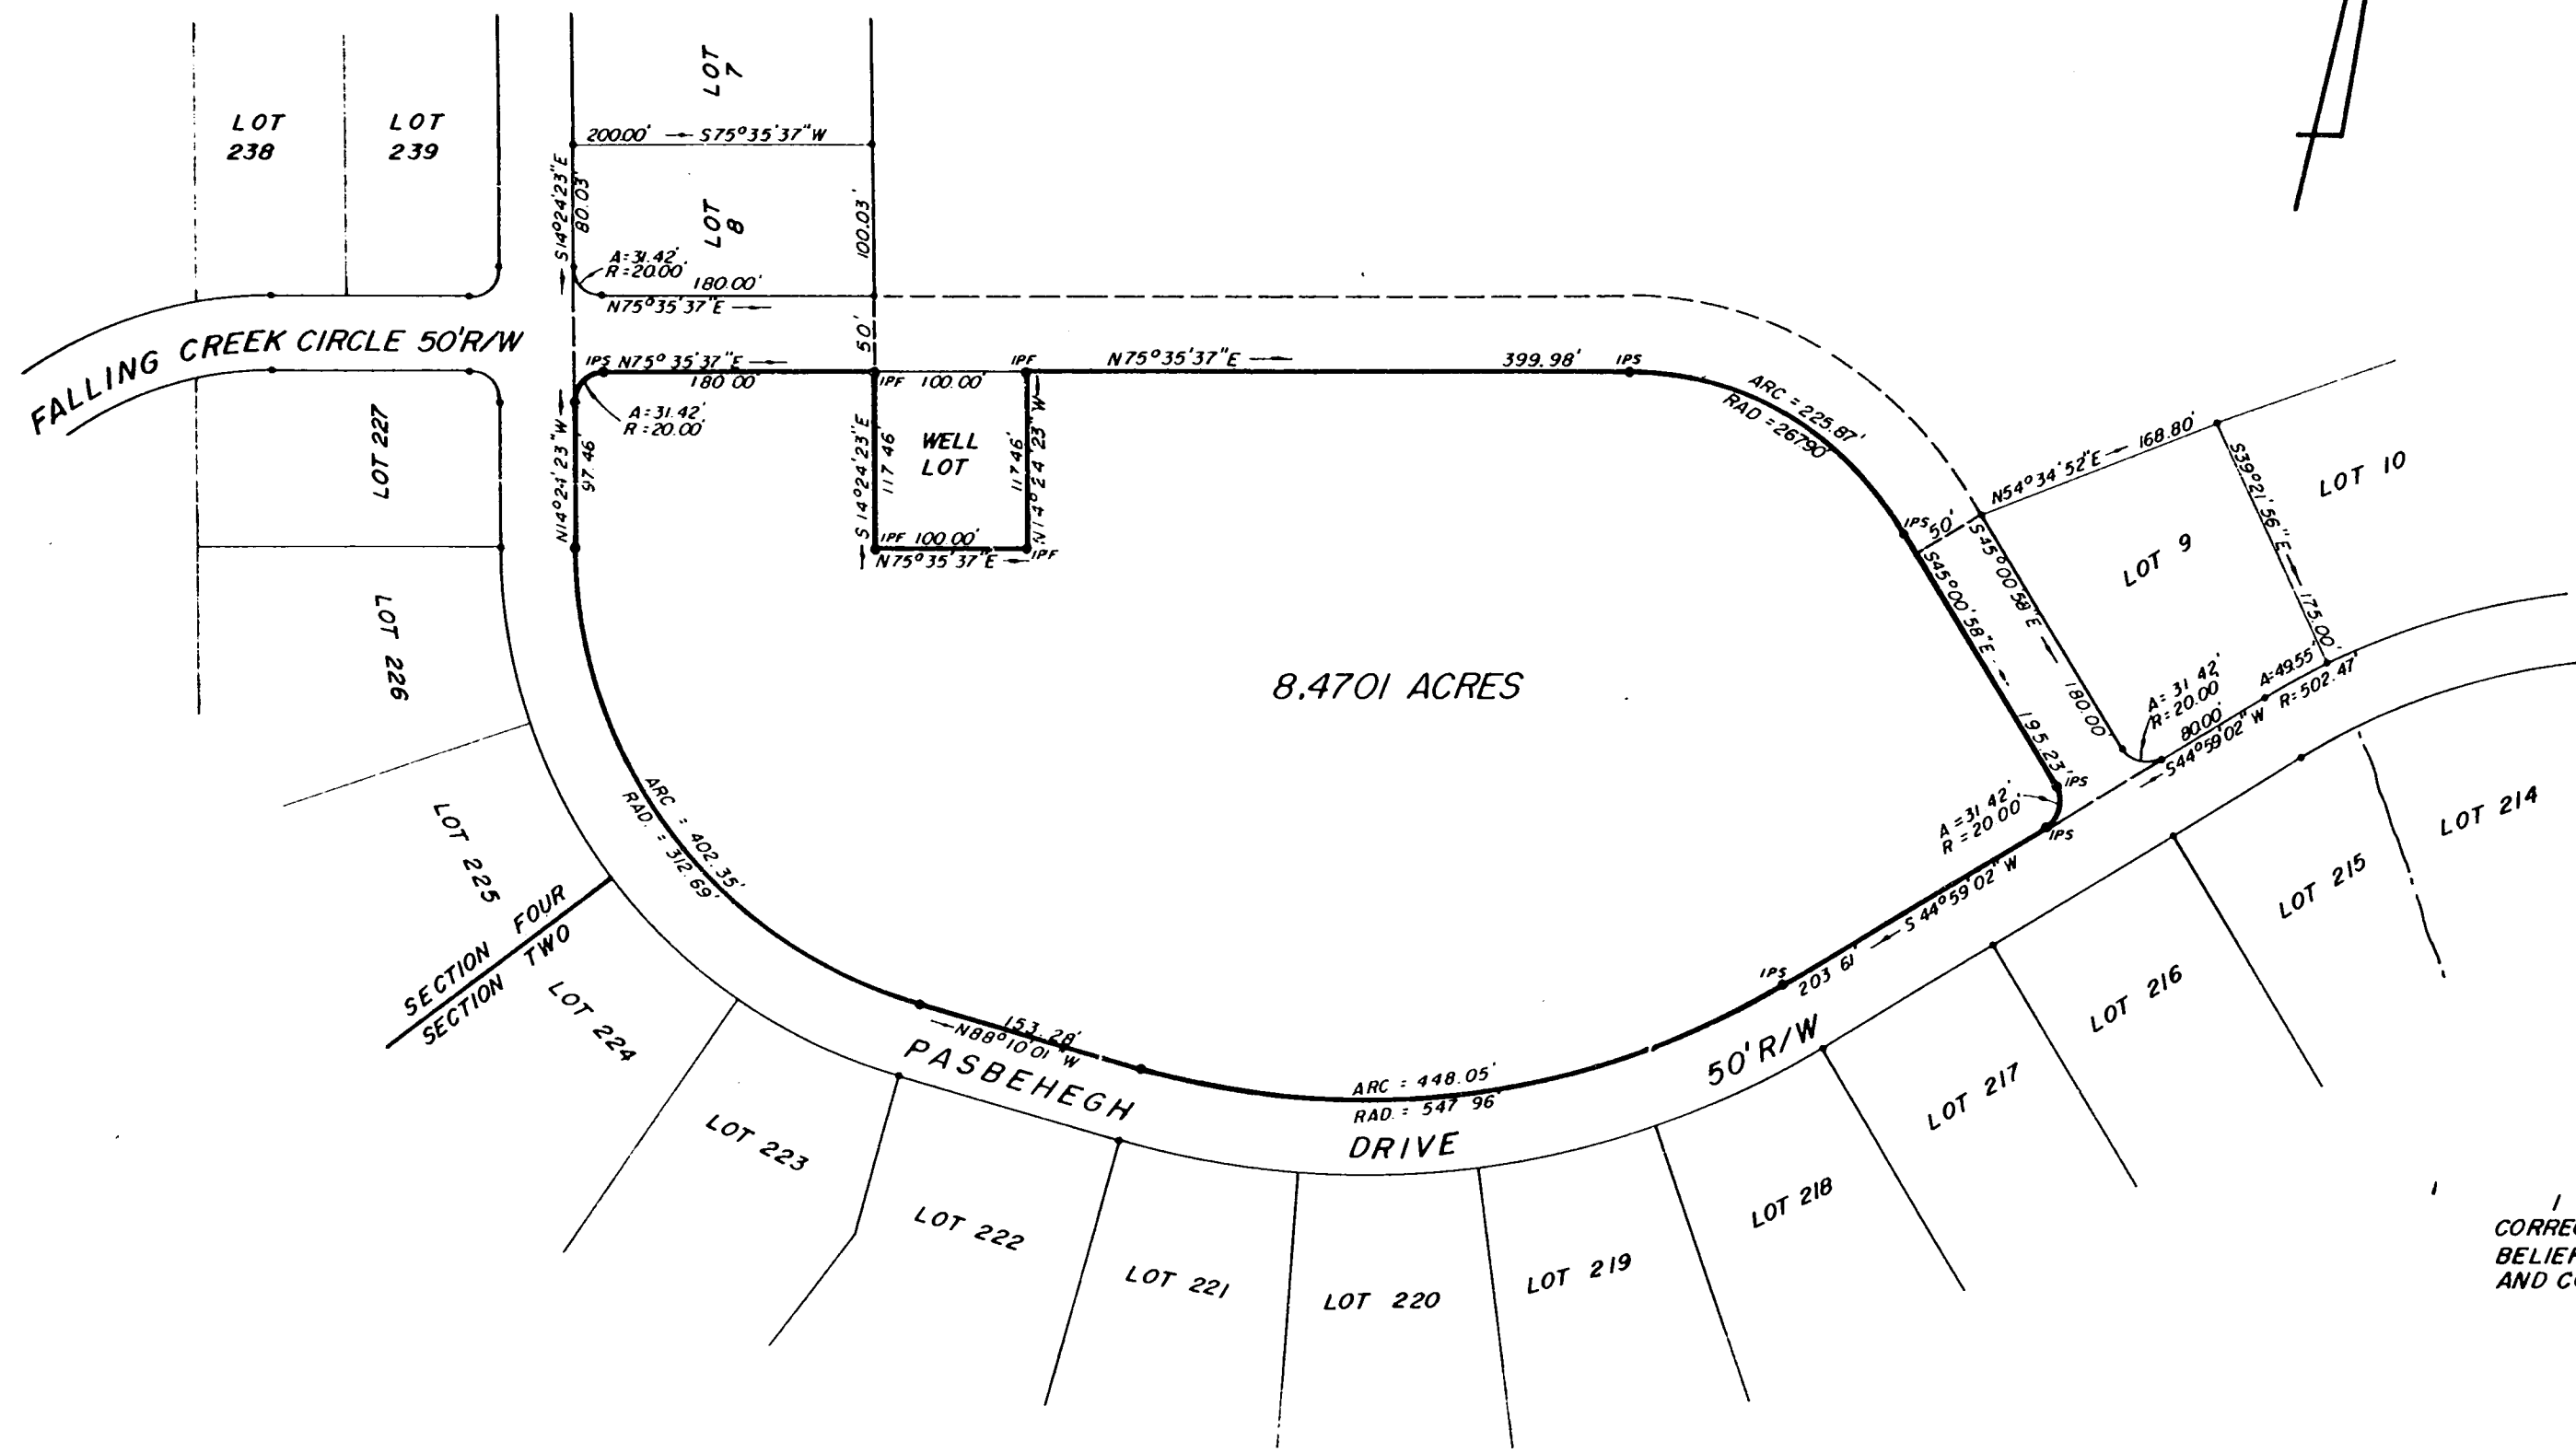 LOT
7
LOT
238
LOT
239
200.00' S75°35'37"W
S14°24'23"E
80.03'
LOT
8
100.03'
A=31.42'
R=20.00'
180.00'
N75°35'37"E
50'
FALLING CREEK CIRCLE 50'R/W
IPS N75°35'37"E
180.00'
IPF
IPF 100.00'
N75°35'37"E
399.98'
IPS
A=31.42'
R=20.00'
N14°24'23"W
97.46'
S14°24'23"E
117.46'
WELL
LOT
117.46'
N14°24'23"W
IPF 100.00'
IPF
N75°35'37"E
ARC = 225.87'
RAD = 267.90'
LOT 227
LOT 226
N54°34'52"E 168.80'
S39°21'56"E 175.00'
LOT 10
LOT 9
IPS 50'
S45°00'58"E 180.00'
S45°00'58"E 195.23'
8.4701 ACRES
A=31.42'
R=20.00'
A=49.55'
R=502.47'
80.00'
S44°59'02"W
IPS
A=31.42'
R=20.00'
IPS
S44°59'02"W
203.61'
IPS
LOT 214
LOT 215
LOT 216
LOT 217
ARC = 402.35'
RAD. = 312.69'
LOT 225
SECTION FOUR
SECTION TWO
LOT 224
153.28'
N88°10'01"W
PASBEHEGH
DRIVE
50'R/W
ARC = 448.05'
RAD. = 547.96'
LOT 223
LOT 222
LOT 221
LOT 220
LOT 219
LOT 218
I
CORRE
BELIEF
AND CO